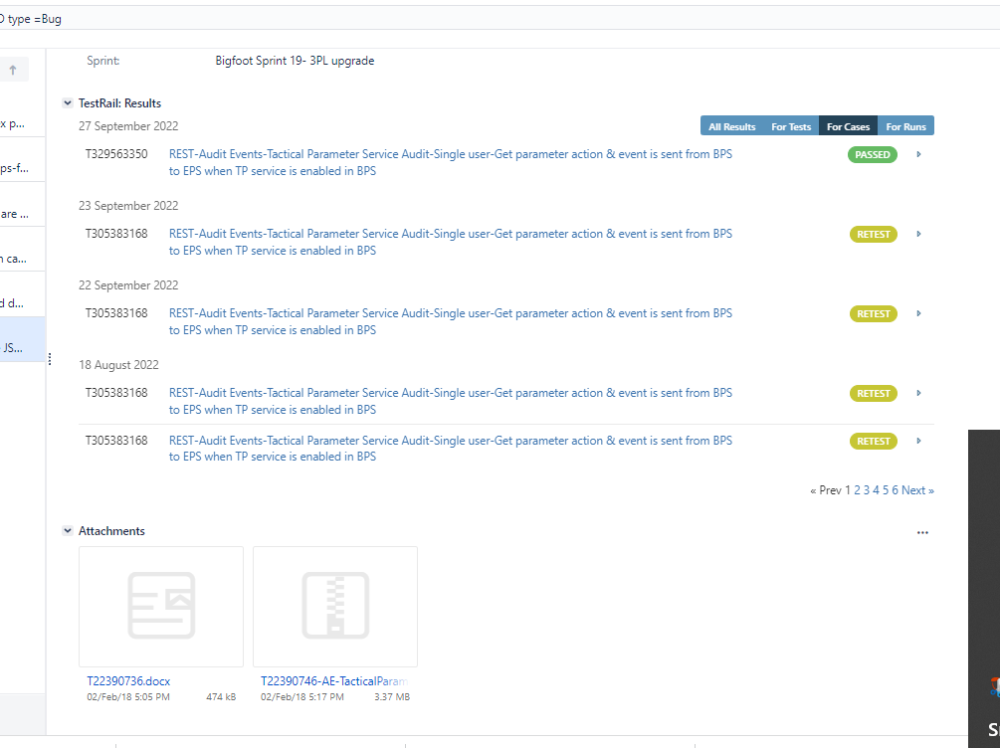 type =Bug
Sprint: Bigfoot Sprint 19- 3PL upgrade
TestRail: Results
27 September 2022
All Results For Tests For Cases For Runs
T329563350 REST-Audit Events-Tactical Parameter Service Audit-Single user-Get parameter action & event is sent from BPS
to EPS when TP service is enabled in BPS
PASSED
23 September 2022
T305383168 REST-Audit Events-Tactical Parameter Service Audit-Single user-Get parameter action & event is sent from BPS
to EPS when TP service is enabled in BPS
RETEST
22 September 2022
T305383168 REST-Audit Events-Tactical Parameter Service Audit-Single user-Get parameter action & event is sent from BPS
to EPS when TP service is enabled in BPS
RETEST
18 August 2022
T305383168 REST-Audit Events-Tactical Parameter Service Audit-Single user-Get parameter action & event is sent from BPS
to EPS when TP service is enabled in BPS
RETEST
T305383168 REST-Audit Events-Tactical Parameter Service Audit-Single user-Get parameter action & event is sent from BPS
to EPS when TP service is enabled in BPS
RETEST
« Prev 1 2 3 4 5 6 Next »
x p...
ps-f...
are ...
n ca...
d d...
JS...
Attachments
T22390736.docx
02/Feb/18 5:05 PM 474 kB
T22390746-AE-TacticalParam
02/Feb/18 5:17 PM 3.37 MB